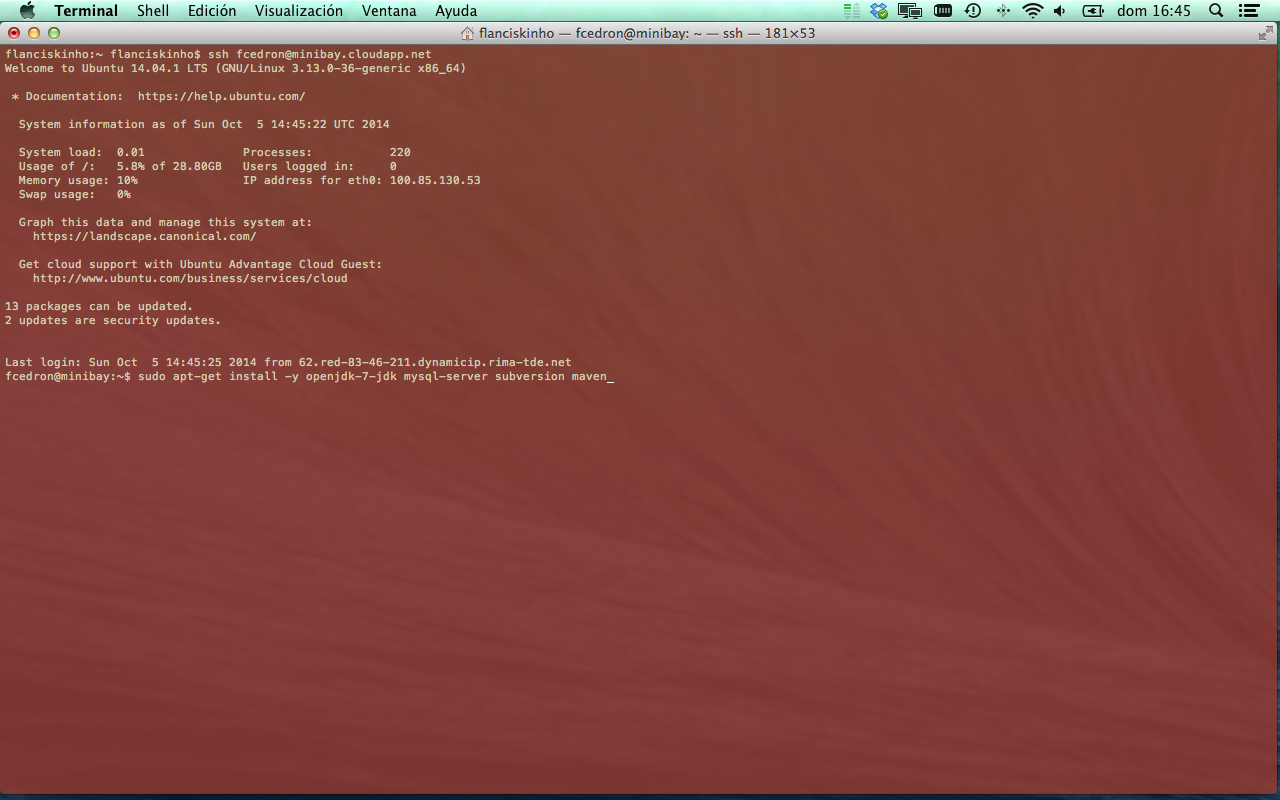 Terminal Shell Edición Visualización Ventana Ayuda dom 16:45
flanciskinho — fcedron@minibay: ~ — ssh — 181×53
flanciskinho:~ flanciskinho$ ssh fcedron@minibay.cloudapp.net
Welcome to Ubuntu 14.04.1 LTS (GNU/Linux 3.13.0-36-generic x86_64)
* Documentation:  https://help.ubuntu.com/
System information as of Sun Oct  5 14:45:22 UTC 2014
System load:  0.01              Processes:           220
Usage of /:   5.8% of 28.80GB   Users logged in:     0
Memory usage: 10%               IP address for eth0: 100.85.130.53
Swap usage:   0%
Graph this data and manage this system at:
https://landscape.canonical.com/
Get cloud support with Ubuntu Advantage Cloud Guest:
http://www.ubuntu.com/business/services/cloud
13 packages can be updated.
2 updates are security updates.
Last login: Sun Oct  5 14:45:25 2014 from 62.red-83-46-211.dynamicip.rima-tde.net
fcedron@minibay:~$ sudo apt-get install -y openjdk-7-jdk mysql-server subversion maven_